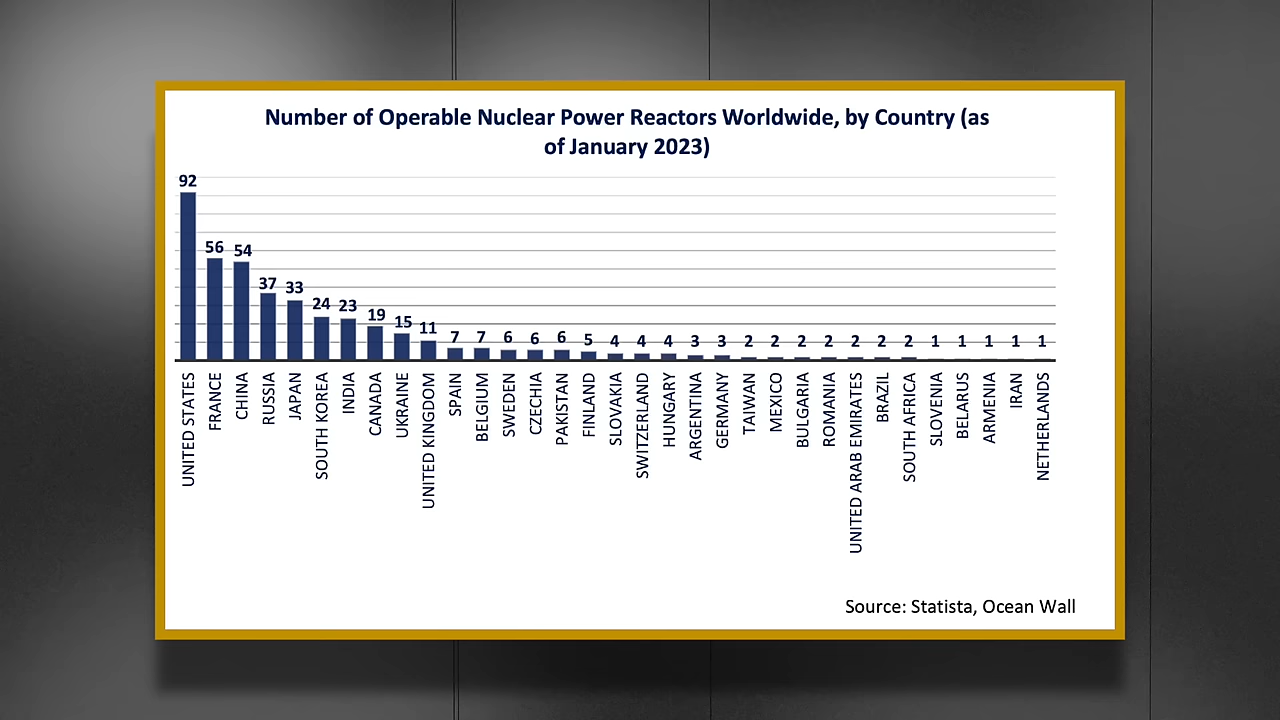 Number of Operable Nuclear Power Reactors Worldwide, by Country (as
of January 2023)
92
56
54
37
33
24
23
19
15
11
7
7
6
6
6
5
4
4
4
3
3
2
2
2
2
2
2
2
1
1
1
1
1
UNITED STATES
FRANCE
CHINA
RUSSIA
JAPAN
SOUTH KOREA
INDIA
CANADA
UKRAINE
UNITED KINGDOM
SPAIN
BELGIUM
SWEDEN
CZECHIA
PAKISTAN
FINLAND
SLOVAKIA
SWITZERLAND
HUNGARY
ARGENTINA
GERMANY
TAIWAN
MEXICO
BULGARIA
ROMANIA
UNITED ARAB EMIRATES
BRAZIL
SOUTH AFRICA
SLOVENIA
BELARUS
ARMENIA
IRAN
NETHERLANDS
Source: Statista, Ocean Wall